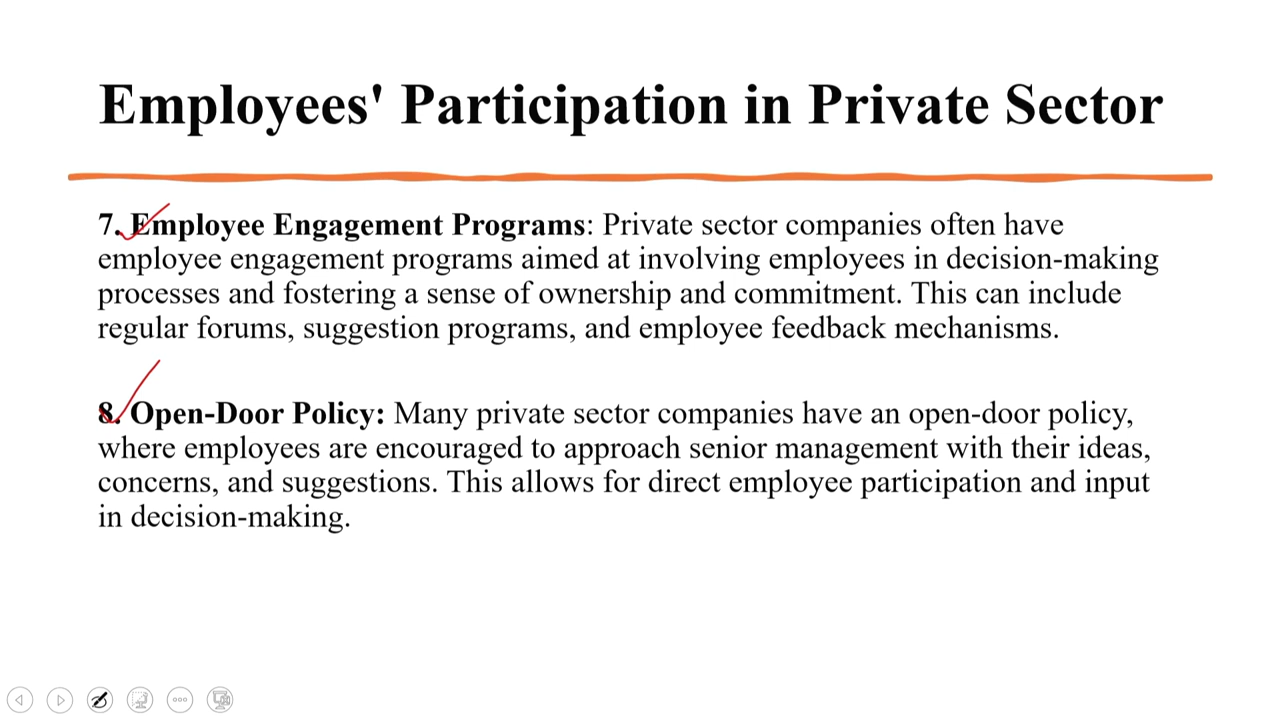 Employees' Participation in Private Sector
7. Employee Engagement Programs: Private sector companies often have
employee engagement programs aimed at involving employees in decision-making
processes and fostering a sense of ownership and commitment. This can include
regular forums, suggestion programs, and employee feedback mechanisms.
8. Open-Door Policy: Many private sector companies have an open-door policy,
where employees are encouraged to approach senior management with their ideas,
concerns, and suggestions. This allows for direct employee participation and input
in decision-making.